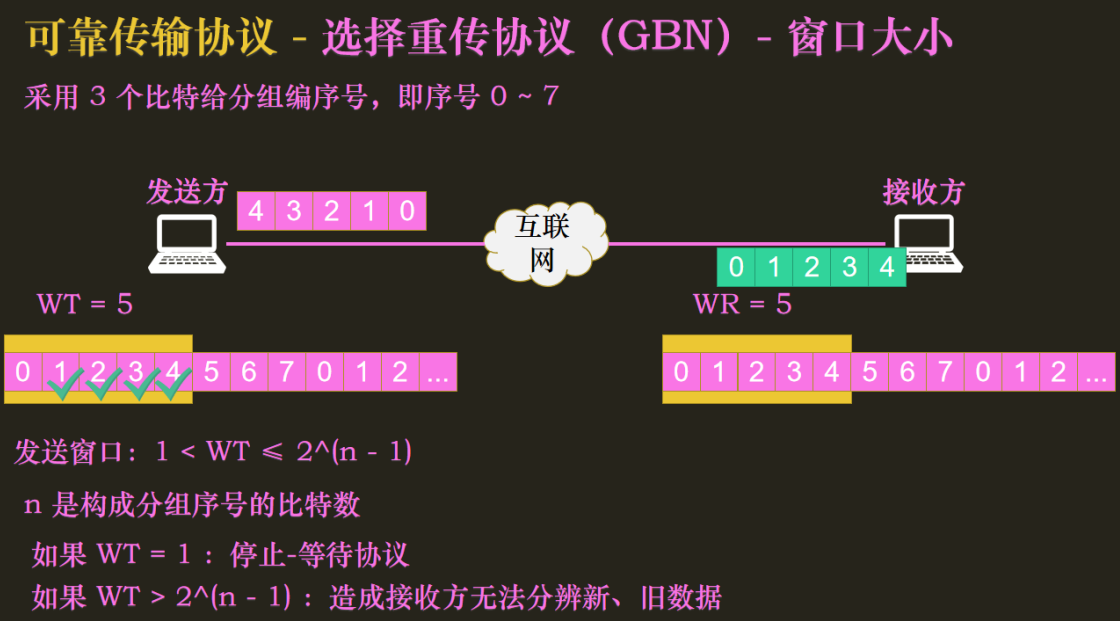 可靠传输协议 - 选择重传协议（GBN）- 窗口大小
采用 3 个比特给分组编序号，即序号 0 ~ 7
发送方
4 3 2 1 0
互联
网
接收方
0 1 2 3 4
WT = 5
WR = 5
0 1 2 3 4 5 6 7 0 1 2 ...
0 1 2 3 4 5 6 7 0 1 2 ...
发送窗口：1 < WT ≤ 2^(n - 1)
n 是构成分组序号的比特数
如果 WT = 1 ：停止-等待协议
如果 WT > 2^(n - 1) ：造成接收方无法分辨新、旧数据